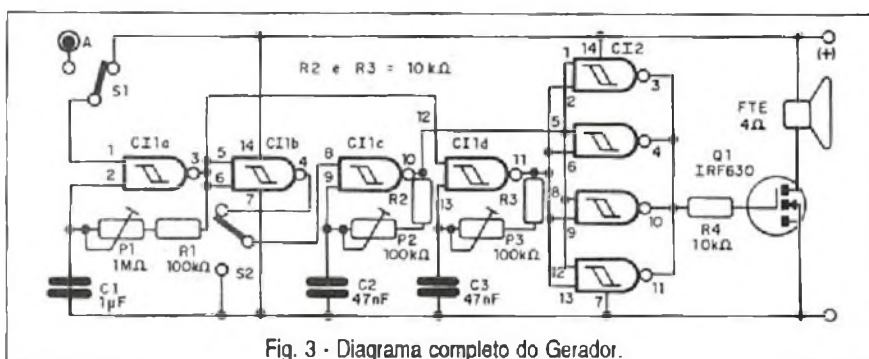 A
S1
R2 e R3 = 10kΩ
1
2
CI1a
3
5
6
14
CI1b
4
7
8
9
CI1c
10
12
13
CI1d
11
R2
R3
P1
1MΩ
R1
100kΩ
S2
P2
100kΩ
P3
100kΩ
C1
1µF
C2
47nF
C3
47nF
1
14
CI2
2
3
5
6
4
8
9
10
12
13
7
11
R4
10kΩ
Q1
IRF630
FTE
4Ω
(+)
(-)
Fig. 3 - Diagrama completo do Gerador.